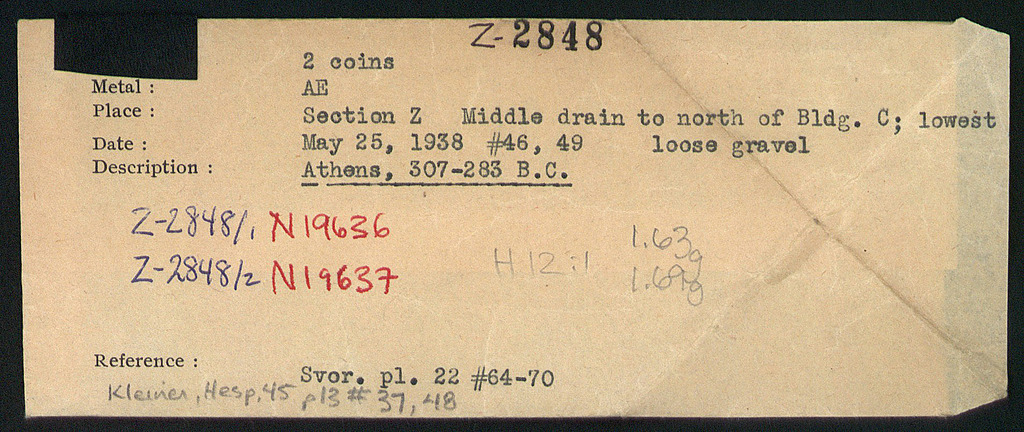 Z-2848
2 coins
Metal : AE
Place : Section Z Middle drain to north of Bldg. C; lowest
Date : May 25, 1938 #46, 49 loose gravel
Description : Athens, 307-283 B.C.
Z-2848/1 N19636 1.63g
Z-2848/2 N19637 H 12:1 1.69g
Reference : Svor. pl. 22 #64-70
Kleiner, Hesp. 45 pl3 # 37, 48